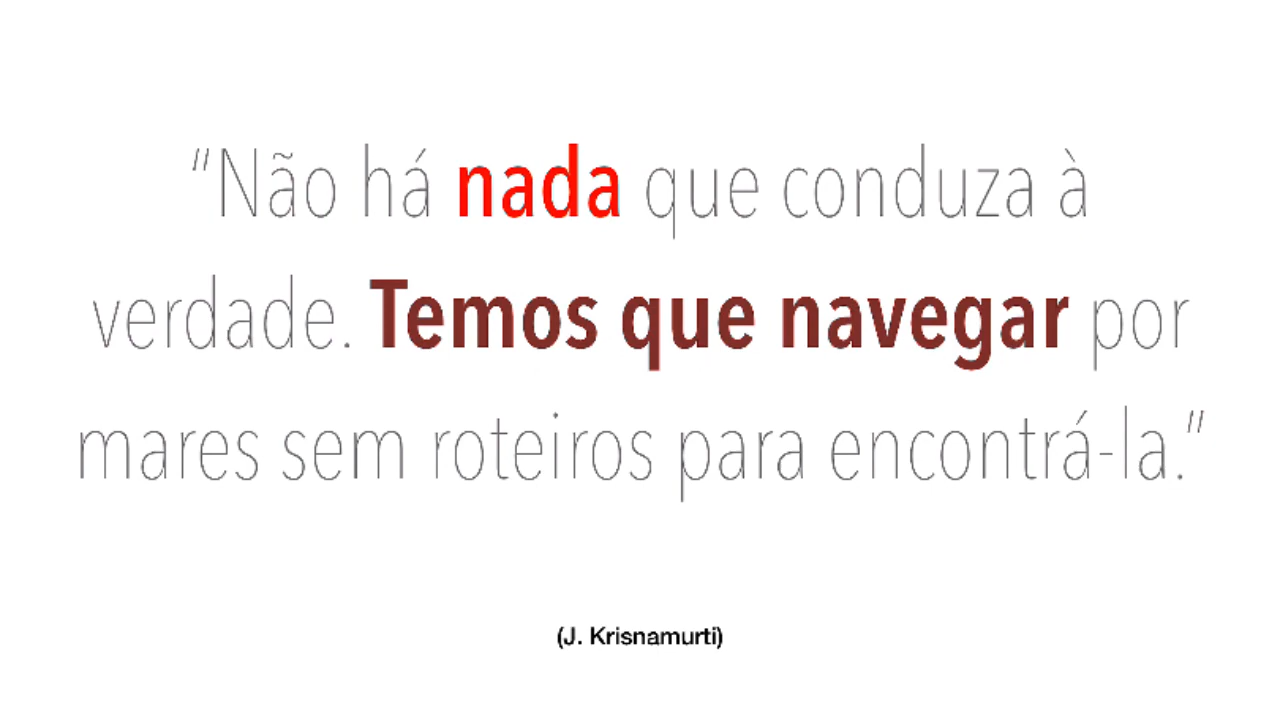 “Não há nada que conduza à
verdade. Temos que navegar por
mares sem roteiros para encontrá-la.”
(J. Krisnamurti)